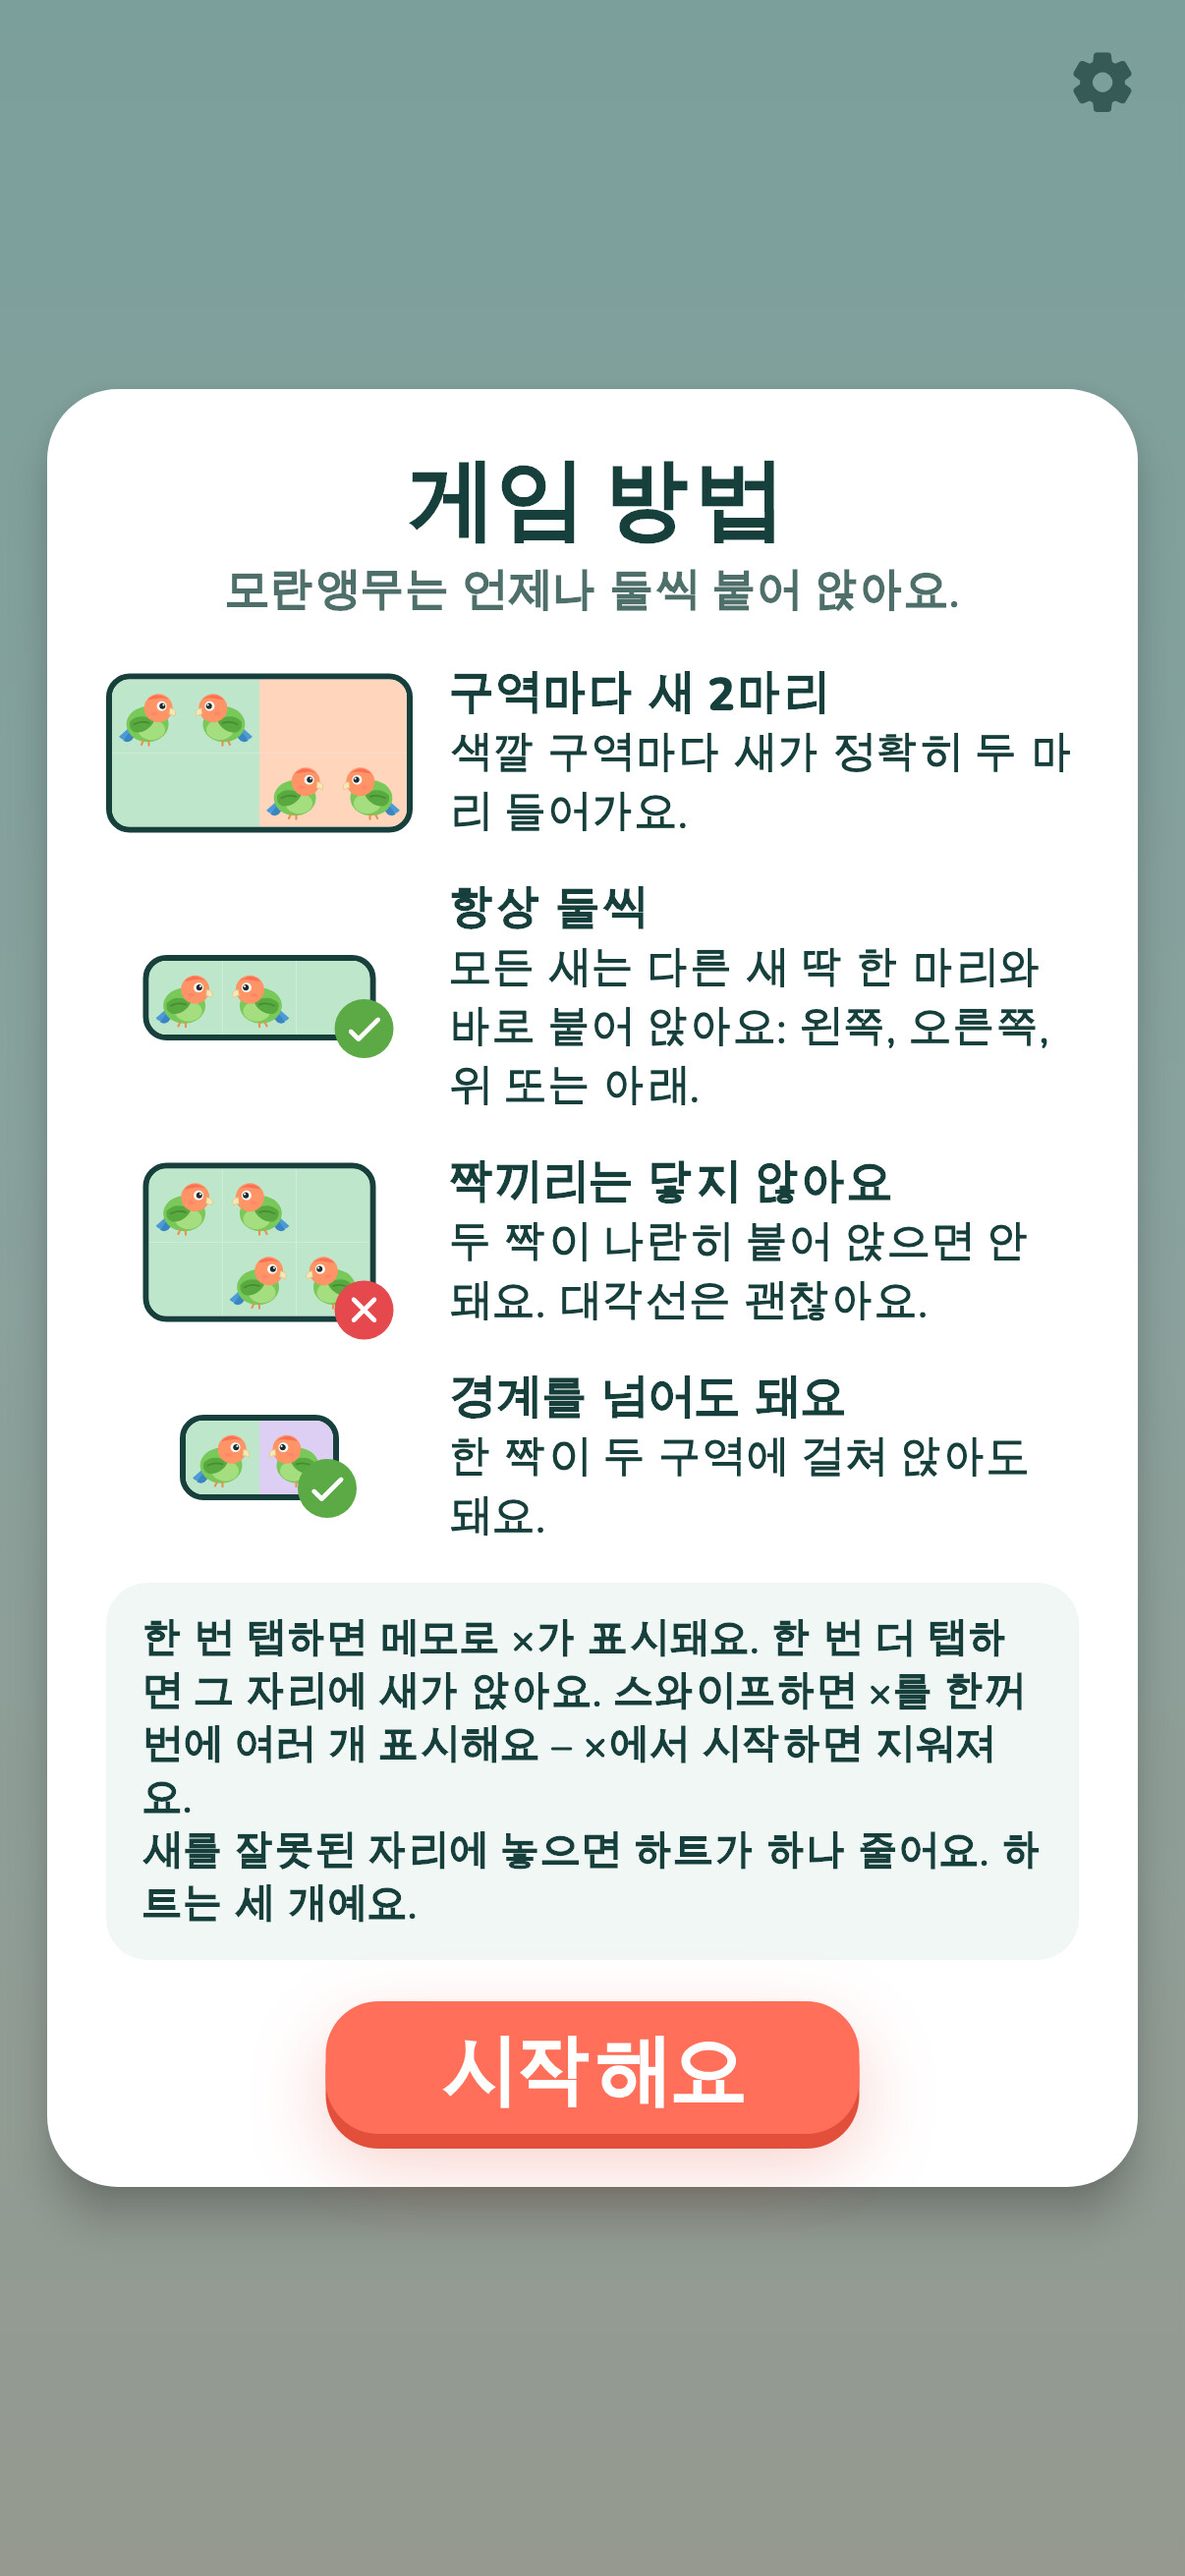 게임 방법
모란앵무는 언제나 둘씩 붙어 앉아요.
구역마다 새 2마리
색깔 구역마다 새가 정확히 두 마
리 들어가요.
항상 둘씩
모든 새는 다른 새 딱 한 마리와
바로 붙어 앉아요: 왼쪽, 오른쪽,
위 또는 아래.
짝끼리는 닿지 않아요
두 짝이 나란히 붙어 앉으면 안
돼요. 대각선은 괜찮아요.
경계를 넘어도 돼요
한 짝이 두 구역에 걸쳐 앉아도
돼요.
한 번 탭하면 메모로 ×가 표시돼요. 한 번 더 탭하
면 그 자리에 새가 앉아요. 스와이프하면 ×를 한꺼
번에 여러 개 표시해요 – ×에서 시작하면 지워져
요.
새를 잘못된 자리에 놓으면 하트가 하나 줄어요. 하
트는 세 개예요.
시작해요